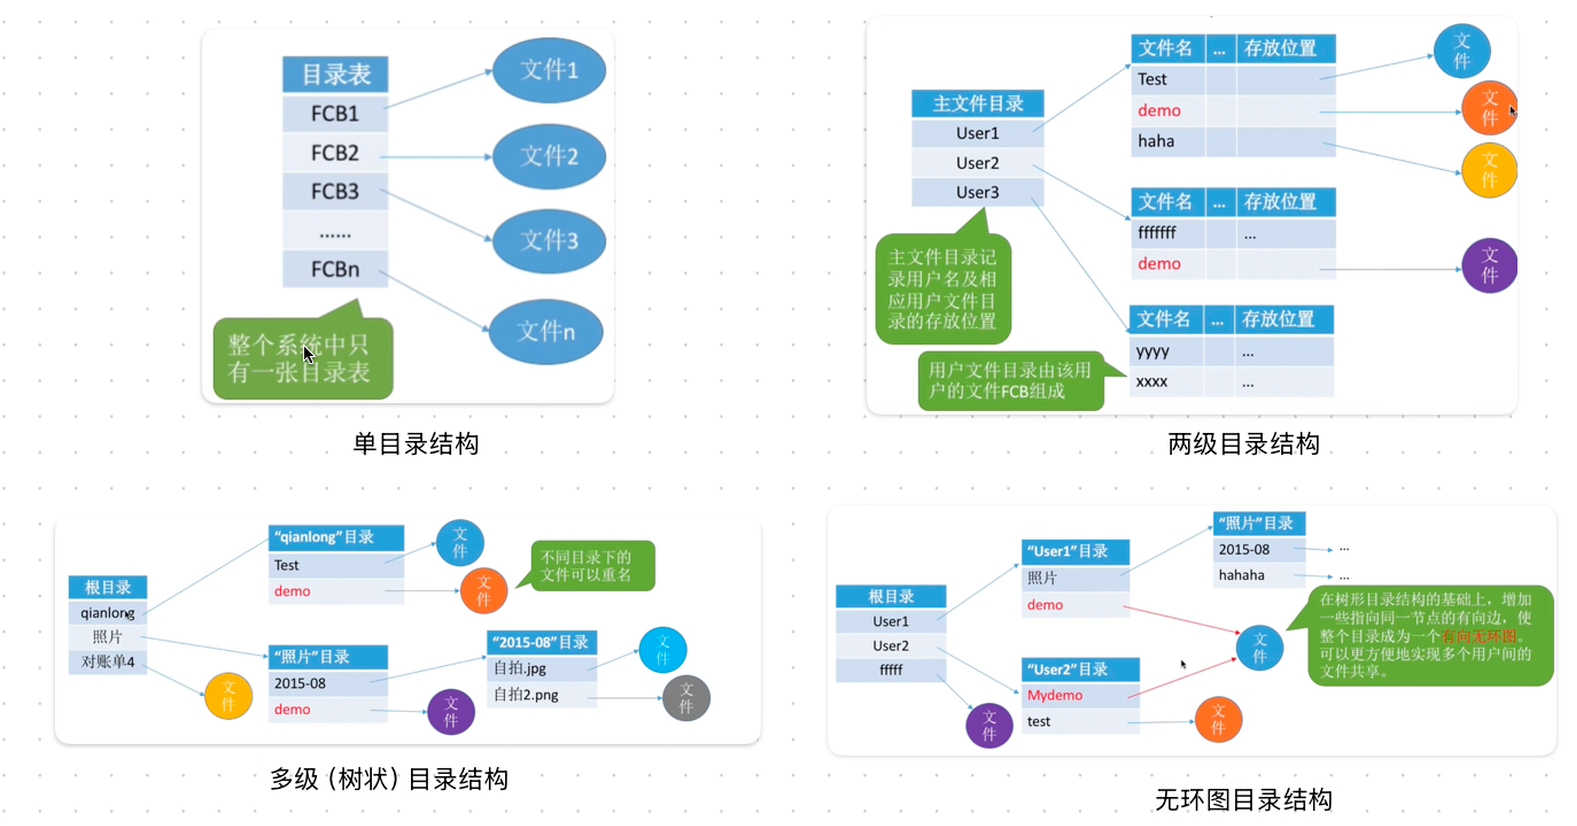 目录表
FCB1
FCB2
FCB3
......
FCBn
文件1
文件2
文件3
文件n
整个系统中只
有一张目录表
单目录结构
主文件目录
User1
User2
User3
主文件目录记
录用户名及相
应用户文件目
录的存放位置
用户文件目录由该用
户的文件FCB组成
文件名 ... 存放位置
Test
demo
haha
文件名 ... 存放位置
fffffff ...
demo
文件名 ... 存放位置
yyyy ...
xxxx ...
文
件
文
件
文
件
文
件
两级目录结构
根目录
qianlong
照片
对账单4
文
件
“qianlong”目录
Test
demo
文
件
文
件
不同目录下的
文件可以重名
“照片”目录
2015-08
demo
文
件
“2015-08”目录
自拍.jpg
自拍2.png
文
件
文
件
多级（树状）目录结构
根目录
User1
User2
fffff
文
件
“User1”目录
照片
demo
“User2”目录
Mydemo
test
“照片”目录
2015-08 ...
hahaha ...
文
件
文
件
在树形目录结构的基础上，增加
一些指向同一节点的有向边，使
整个目录成为一个有向无环图。
可以更方便地实现多个用户间的
文件共享。
无环图目录结构